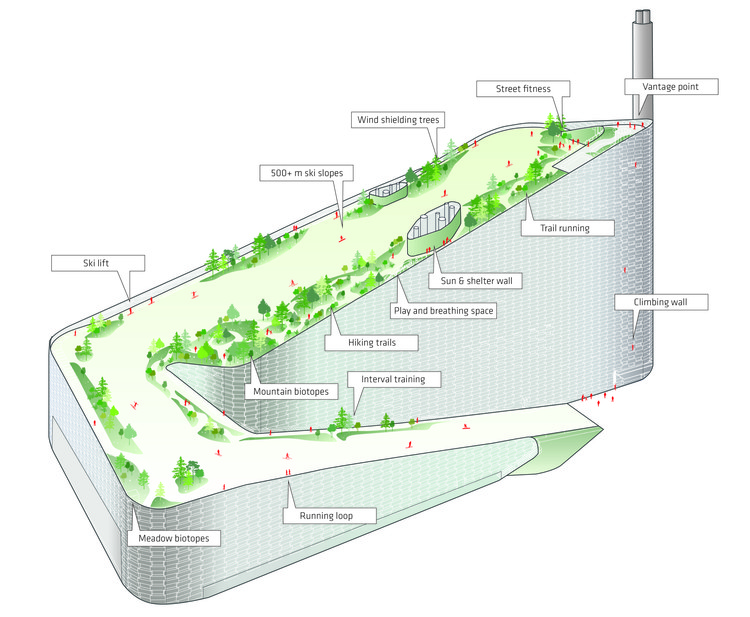 Vantage point
Street fitness
Wind shielding trees
500+ m ski slopes
Trail running
Ski lift
Sun & shelter wall
Climbing wall
Play and breathing space
Hiking trails
Interval training
Mountain biotopes
Running loop
Meadow biotopes